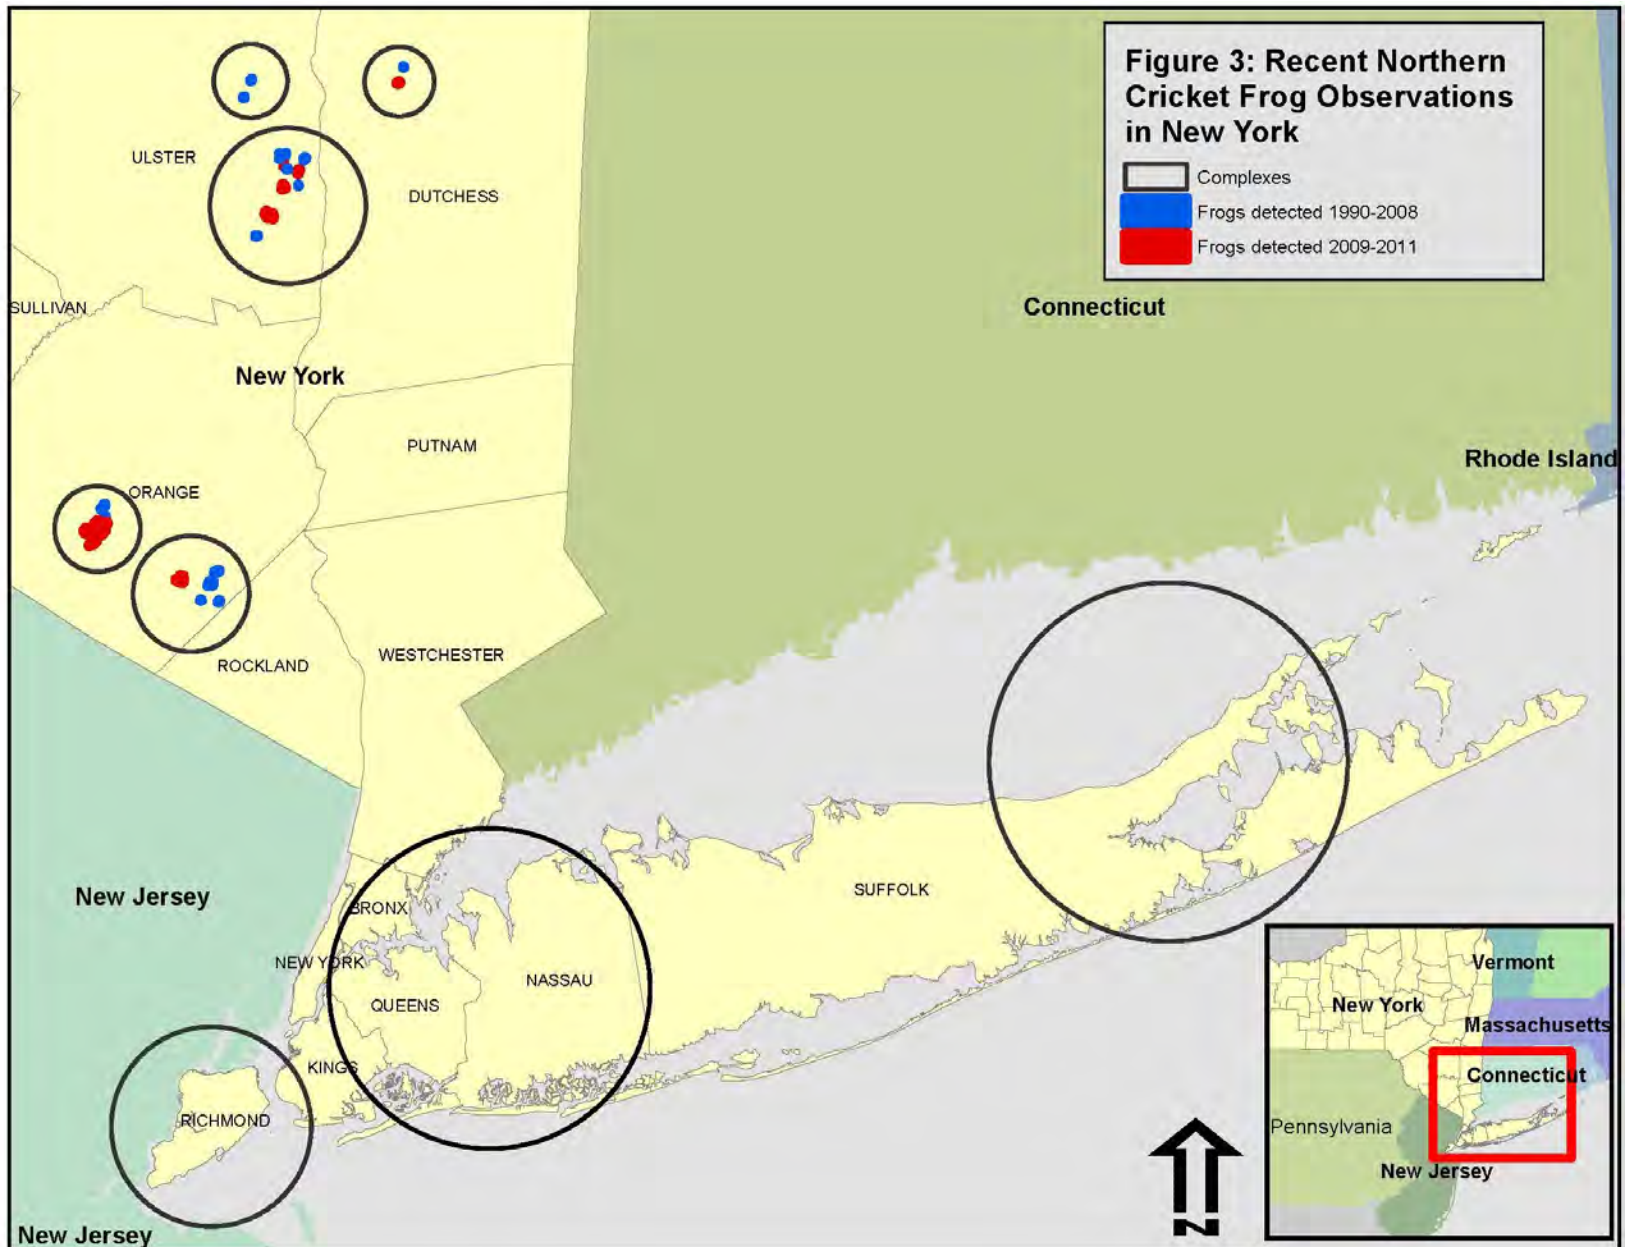 Figure 3: Recent Northern
Cricket Frog Observations
in New York
Complexes
Frogs detected 1990-2008
Frogs detected 2009-2011
ULSTER
DUTCHESS
SULLIVAN
Connecticut
New York
PUTNAM
Rhode Island
ORANGE
WESTCHESTER
ROCKLAND
New Jersey
SUFFOLK
BRONX
NEW YORK
NASSAU
QUEENS
KINGS
RICHMOND
New Jersey
N
Vermont
New York
Massachusetts
Connecticut
Pennsylvania
New Jersey